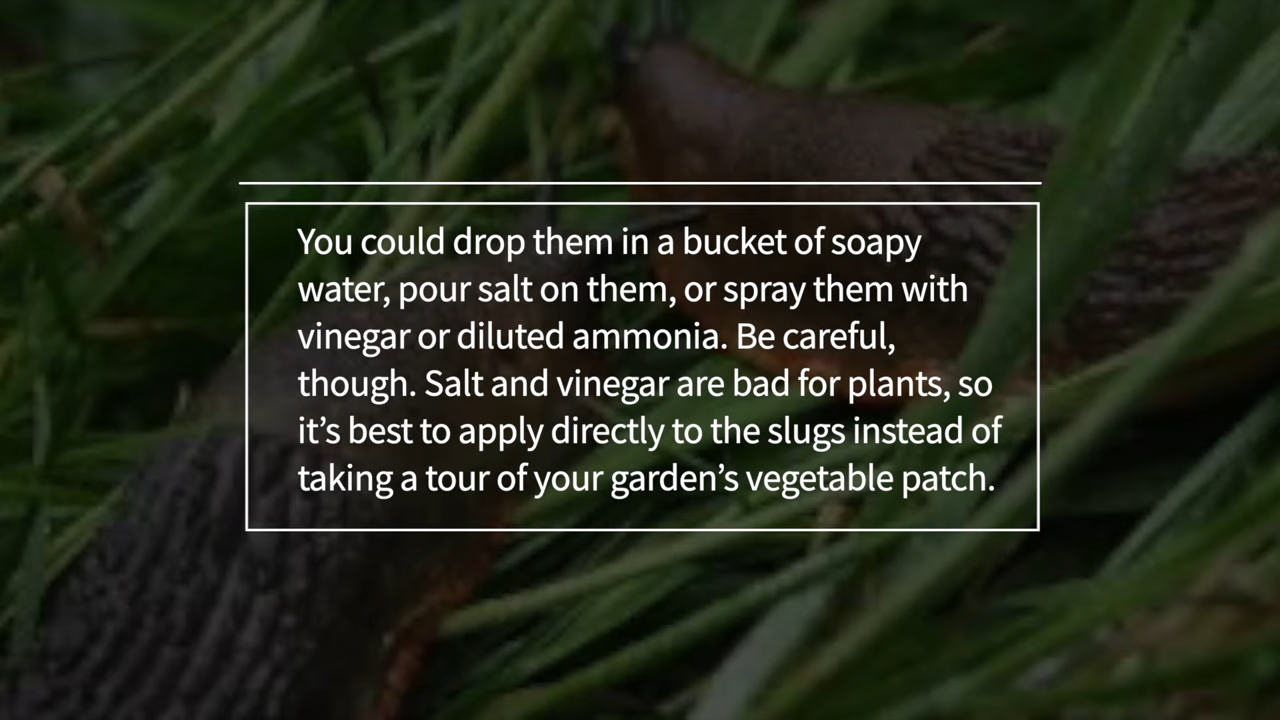 You could drop them in a bucket of soapy
water, pour salt on them, or spray them with
vinegar or diluted ammonia. Be careful,
though. Salt and vinegar are bad for plants, so
it’s best to apply directly to the slugs instead of
taking a tour of your garden’s vegetable patch.